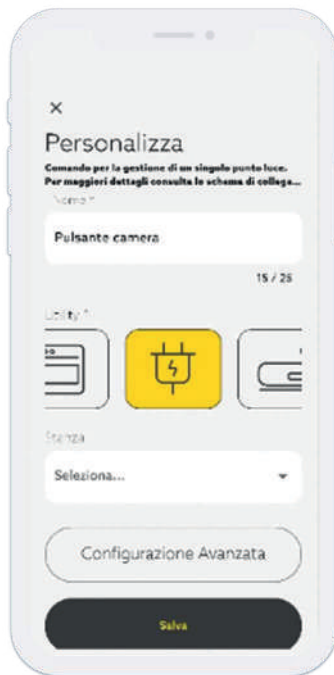 Personalizza
Comando per la gestione di un singolo punto luce.
Per maggiori dettagli consulta lo schema di collega...
Nome *
Pulsante camera
15 / 25
Utility *
Stanza
Seleziona...
Configurazione Avanzata
Salva